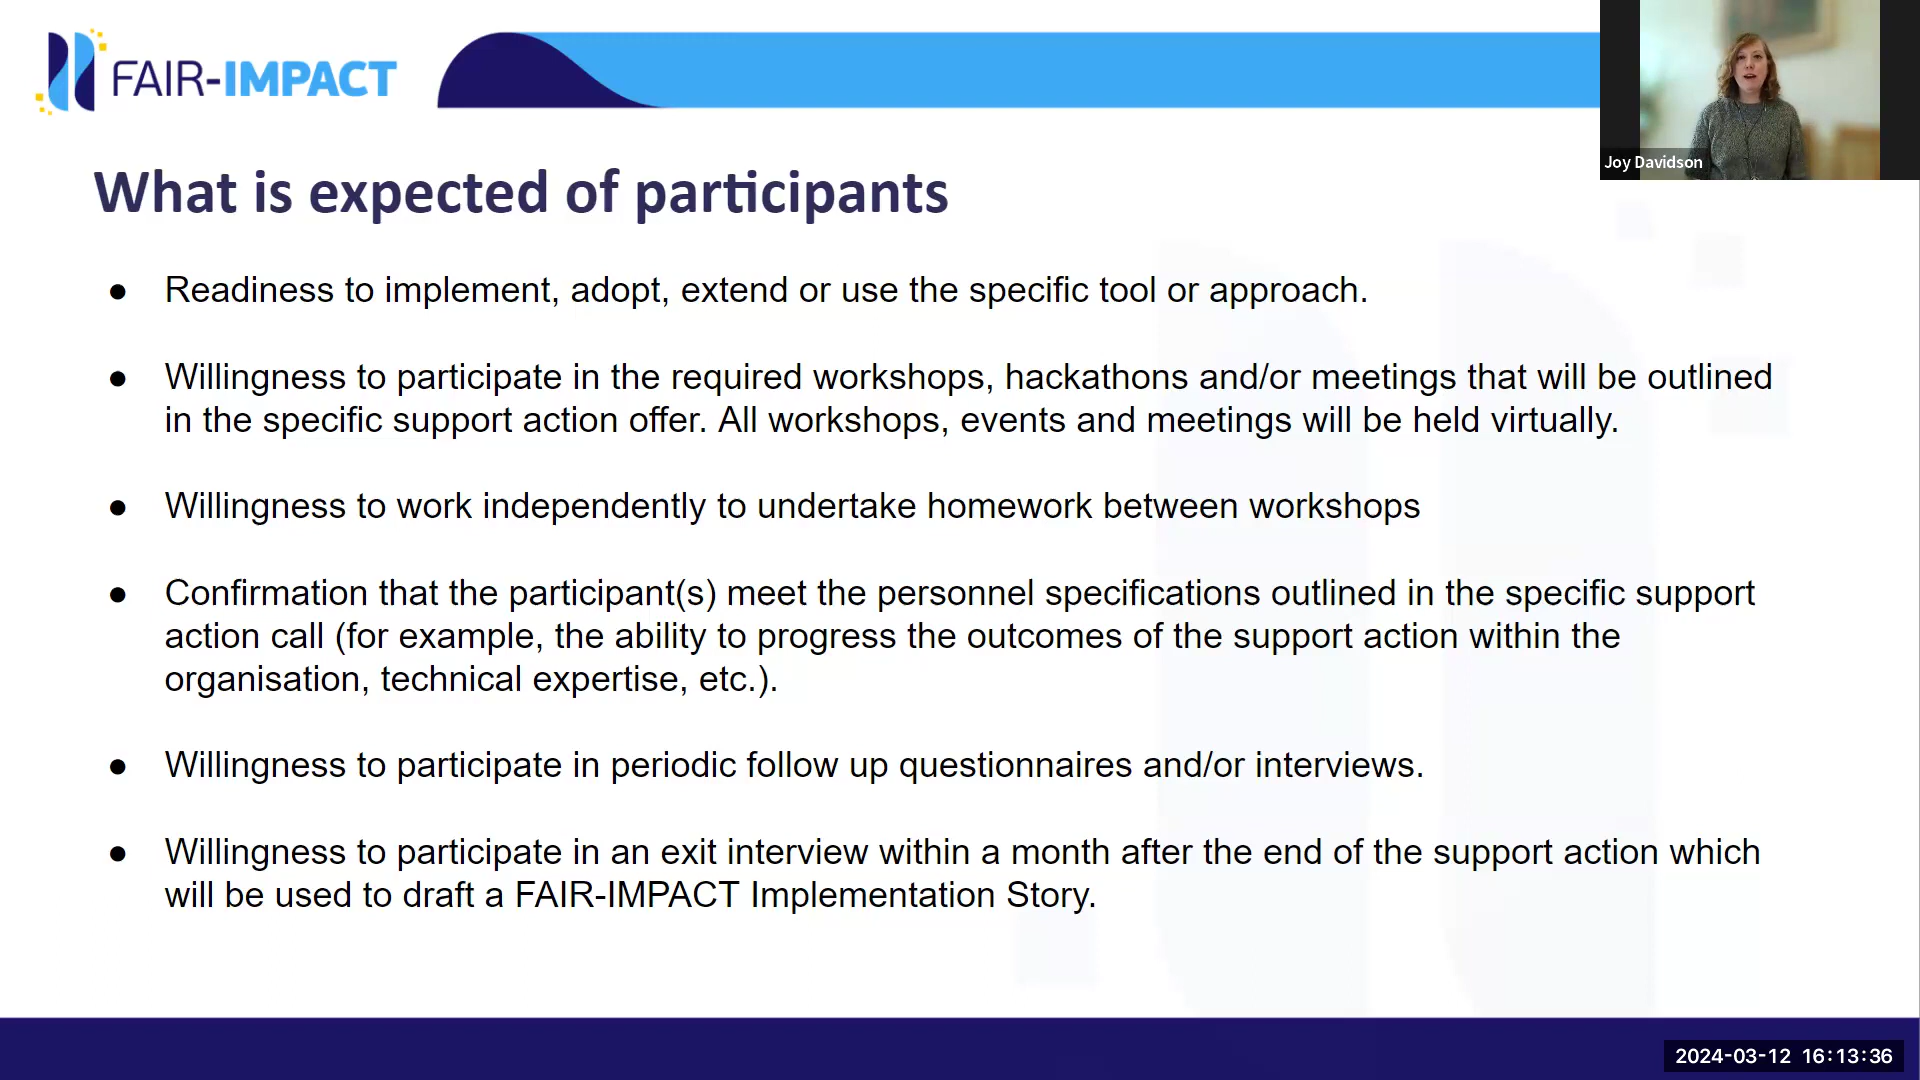 FAIR-IMPACT
Joy Davidson
What is expected of participants
● Readiness to implement, adopt, extend or use the specific tool or approach.
● Willingness to participate in the required workshops, hackathons and/or meetings that will be outlined
in the specific support action offer. All workshops, events and meetings will be held virtually.
● Willingness to work independently to undertake homework between workshops
● Confirmation that the participant(s) meet the personnel specifications outlined in the specific support
action call (for example, the ability to progress the outcomes of the support action within the
organisation, technical expertise, etc.).
● Willingness to participate in periodic follow up questionnaires and/or interviews.
● Willingness to participate in an exit interview within a month after the end of the support action which
will be used to draft a FAIR-IMPACT Implementation Story.
2024-03-12 16:13:36